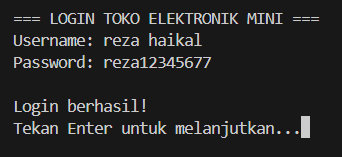 === LOGIN TOKO ELEKTRONIK MINI ===
Username: reza haikal
Password: reza12345677
Login berhasil!
Tekan Enter untuk melanjutkan...